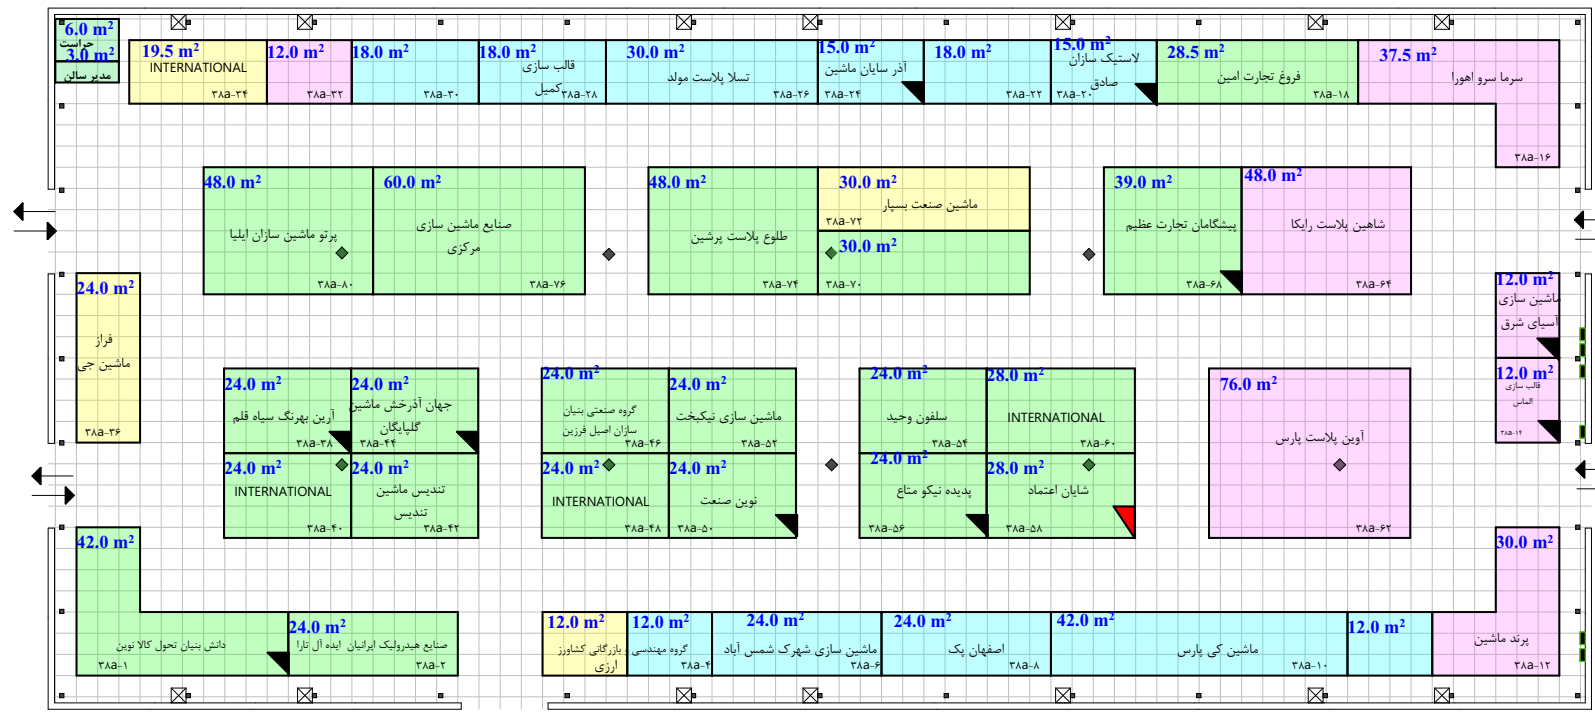 6.0 m²
حراست
3.0 m²
مدیر سالن
19.5 m²
INTERNATIONAL
۳۸a-۳۴
12.0 m²
۳۸a-۳۲
18.0 m²
۳۸a-۳۰
18.0 m²
قالب سازی
کمیل
۳۸a-۲۸
30.0 m²
تسلا پلاست مولد
۳۸a-۲۶
15.0 m²
آذر سایان ماشین
۳۸a-۲۴
18.0 m²
۳۸a-۲۲
15.0 m²
لاستیک سازان
صادق
۳۸a-۲۰
28.5 m²
فروغ تجارت امین
۳۸a-۱۸
37.5 m²
سرما سرو اهورا
۳۸a-۱۶
48.0 m²
پرتو ماشین سازان ایلیا
۳۸a-۸۰
60.0 m²
صنایع ماشین سازی
مرکزی
۳۸a-۷۶
48.0 m²
طلوع پلاست پرشین
۳۸a-۷۴
30.0 m²
ماشین صنعت بسپار
۳۸a-۷۲
30.0 m²
۳۸a-۷۰
39.0 m²
پیشگامان تجارت عظیم
۳۸a-۶۸
48.0 m²
شاهین پلاست رایکا
۳۸a-۶۴
24.0 m²
فراز
ماشین جی
۳۸a-۳۶
12.0 m²
ماشین سازی
آسیای شرق
12.0 m²
قالب سازی
الماس
۳۸a-۱۴
24.0 m²
آرین بهرنگ سیاه قلم
۳۸a-۳۸
24.0 m²
جهان آذرخش ماشین
گلپایگان
۳۸a-۴۴
24.0 m²
گروه صنعتی بنیان
سازان اصیل فرزین
۳۸a-۴۶
24.0 m²
ماشین سازی نیکبخت
۳۸a-۵۲
24.0 m²
سلفون وحید
۳۸a-۵۴
28.0 m²
INTERNATIONAL
۳۸a-۶۰
76.0 m²
آوین پلاست پارس
۳۸a-۶۲
24.0 m²
INTERNATIONAL
۳۸a-۴۰
24.0 m²
تندیس ماشین
تندیس
۳۸a-۴۲
24.0 m²
INTERNATIONAL
۳۸a-۴۸
24.0 m²
نوین صنعت
۳۸a-۵۰
24.0 m²
پدیده نیکو متاع
۳۸a-۵۶
28.0 m²
شایان اعتماد
۳۸a-۵۸
42.0 m²
دانش بنیان تحول کالا نوین
۳۸a-۱
24.0 m²
صنایع هیدرولیک ایرانیان ایده آل تارا
۳۸a-۲
12.0 m²
بازرگانی کشاورز
ارزی
12.0 m²
گروه مهندسی
۳۸a-۴
24.0 m²
ماشین سازی شهرک شمس آباد
۳۸a-۶
24.0 m²
اصفهان پک
۳۸a-۸
42.0 m²
ماشین کی پارس
۳۸a-۱۰
12.0 m²
30.0 m²
پرند ماشین
۳۸a-۱۲